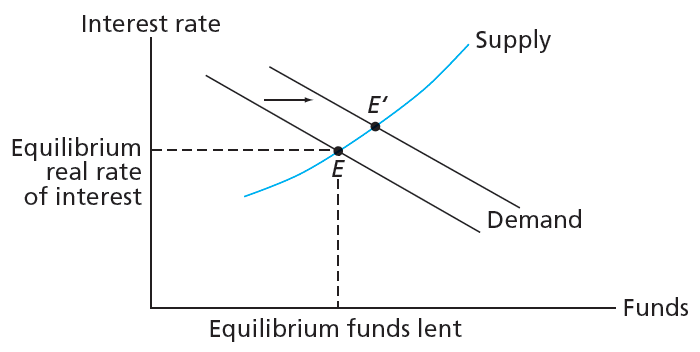 Interest rate
Supply
E′
Equilibrium
real rate
of interest
E
Demand
Funds
Equilibrium funds lent